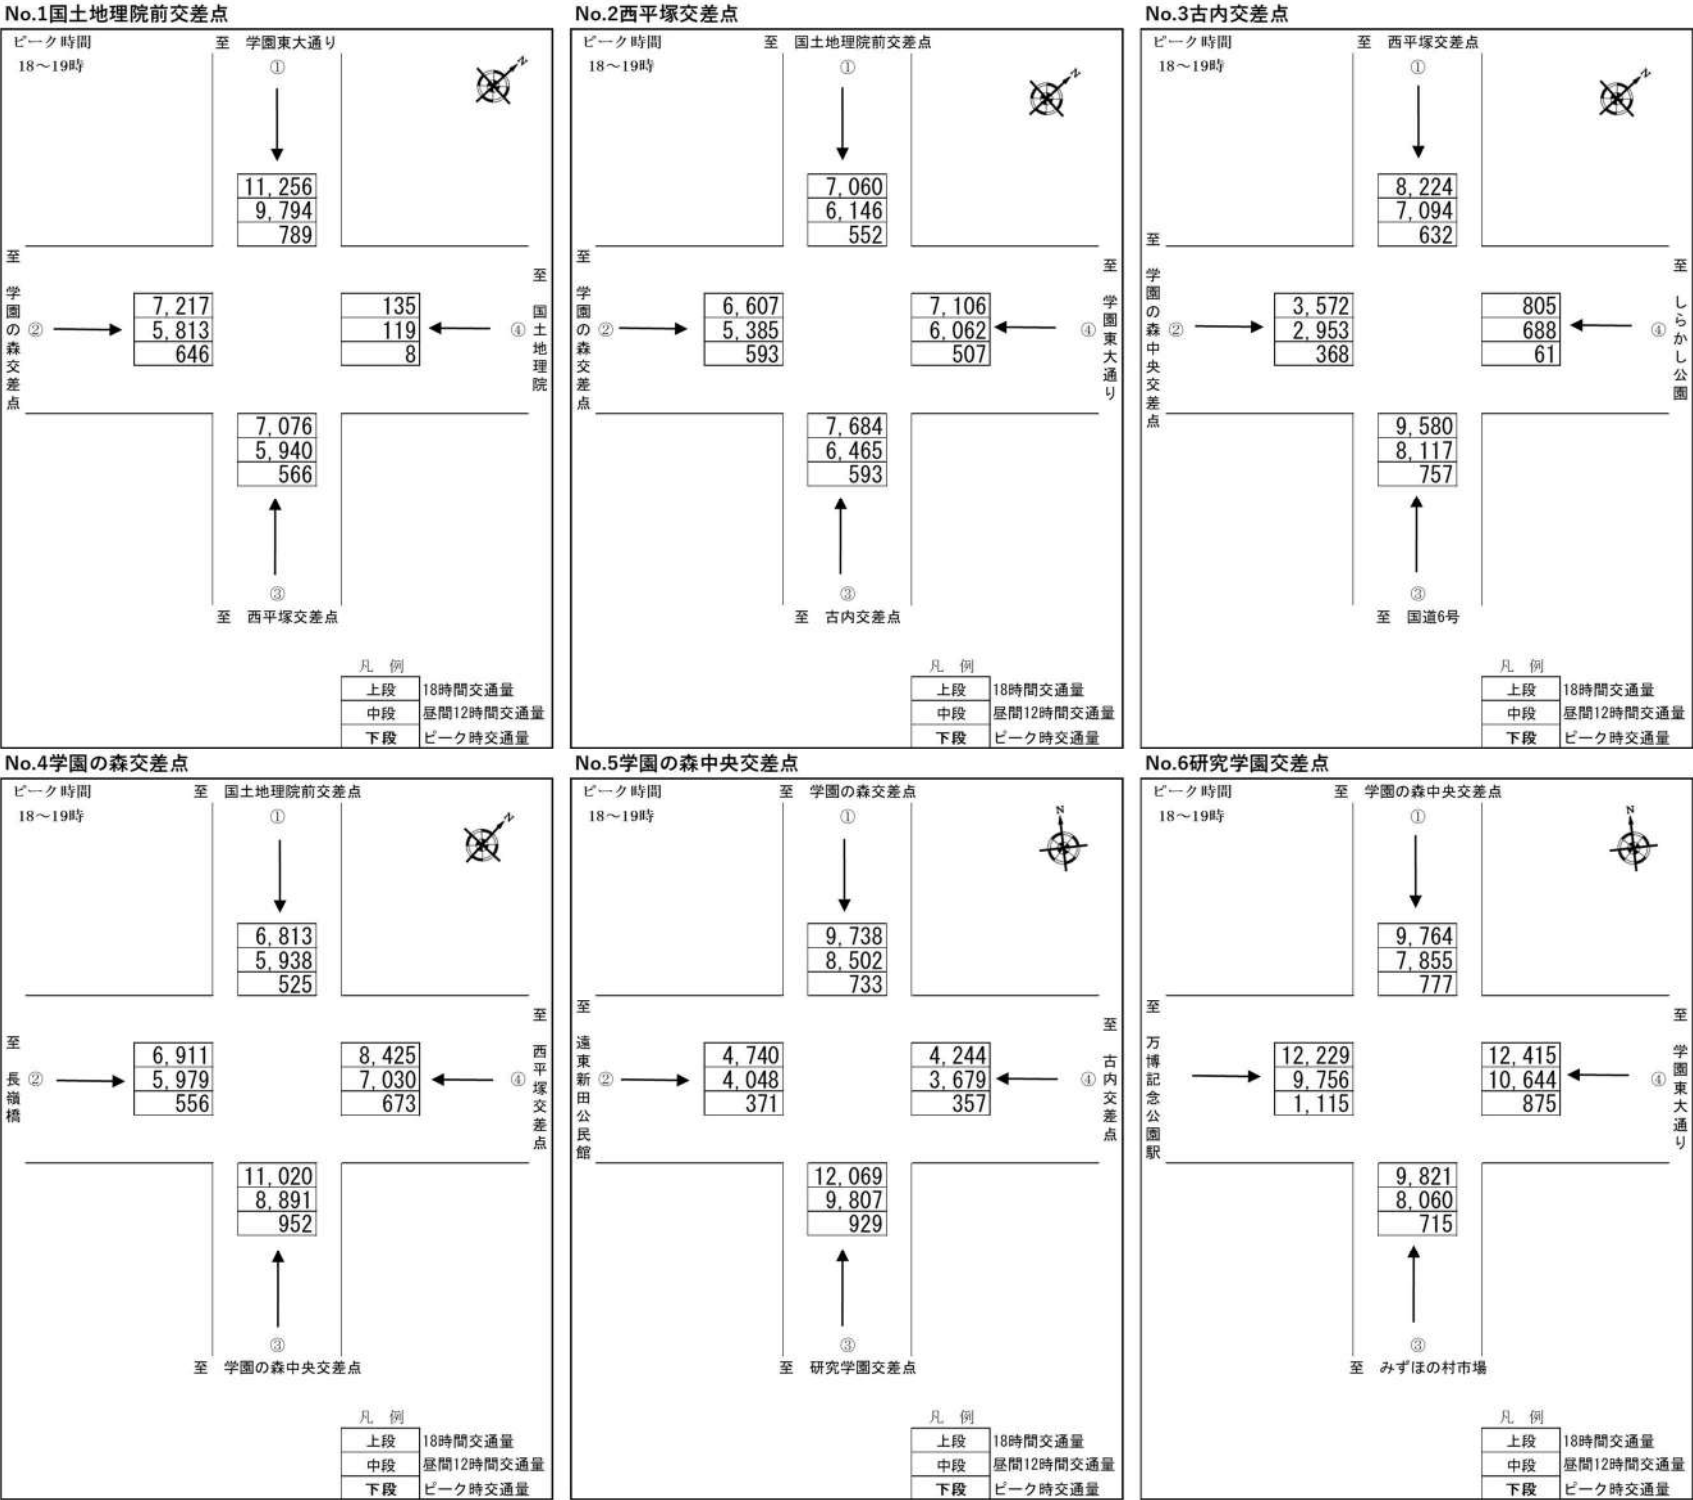 No.1国土地理院前交差点
ピーク時間
18～19時
至　学園東大通り
①
N
11,256
9,794
789
至　学園の森交差点
②
7,217
5,813
646
135
119
8
④
至　国土地理院
7,076
5,940
566
③
至　西平塚交差点
凡　例
上段 18時間交通量
中段 昼間12時間交通量
下段 ピーク時交通量
No.2西平塚交差点
ピーク時間
18～19時
至　国土地理院前交差点
①
N
7,060
6,146
552
至　学園の森交差点
②
6,607
5,385
593
7,106
6,062
507
④
至　学園東大通り
7,684
6,465
593
③
至　古内交差点
凡　例
上段 18時間交通量
中段 昼間12時間交通量
下段 ピーク時交通量
No.3古内交差点
ピーク時間
18～19時
至　西平塚交差点
①
N
8,224
7,094
632
至　学園の森中央交差点
②
3,572
2,953
368
805
688
61
④
至　しらかし公園
9,580
8,117
757
③
至　国道6号
凡　例
上段 18時間交通量
中段 昼間12時間交通量
下段 ピーク時交通量
No.4学園の森交差点
ピーク時間
18～19時
至　国土地理院前交差点
①
N
6,813
5,938
525
至　長嶺橋
②
6,911
5,979
556
8,425
7,030
673
④
至　西平塚交差点
11,020
8,891
952
③
至　学園の森中央交差点
凡　例
上段 18時間交通量
中段 昼間12時間交通量
下段 ピーク時交通量
No.5学園の森中央交差点
ピーク時間
18～19時
至　学園の森交差点
①
N
9,738
8,502
733
至　遠東新田公民館
②
4,740
4,048
371
4,244
3,679
357
④
至　古内交差点
12,069
9,807
929
③
至　研究学園交差点
凡　例
上段 18時間交通量
中段 昼間12時間交通量
下段 ピーク時交通量
No.6研究学園交差点
ピーク時間
18～19時
至　学園の森中央交差点
①
N
9,764
7,855
777
至　万博記念公園駅
12,229
9,756
1,115
12,415
10,644
875
④
至　学園東大通り
9,821
8,060
715
③
至　みずほの村市場
凡　例
上段 18時間交通量
中段 昼間12時間交通量
下段 ピーク時交通量